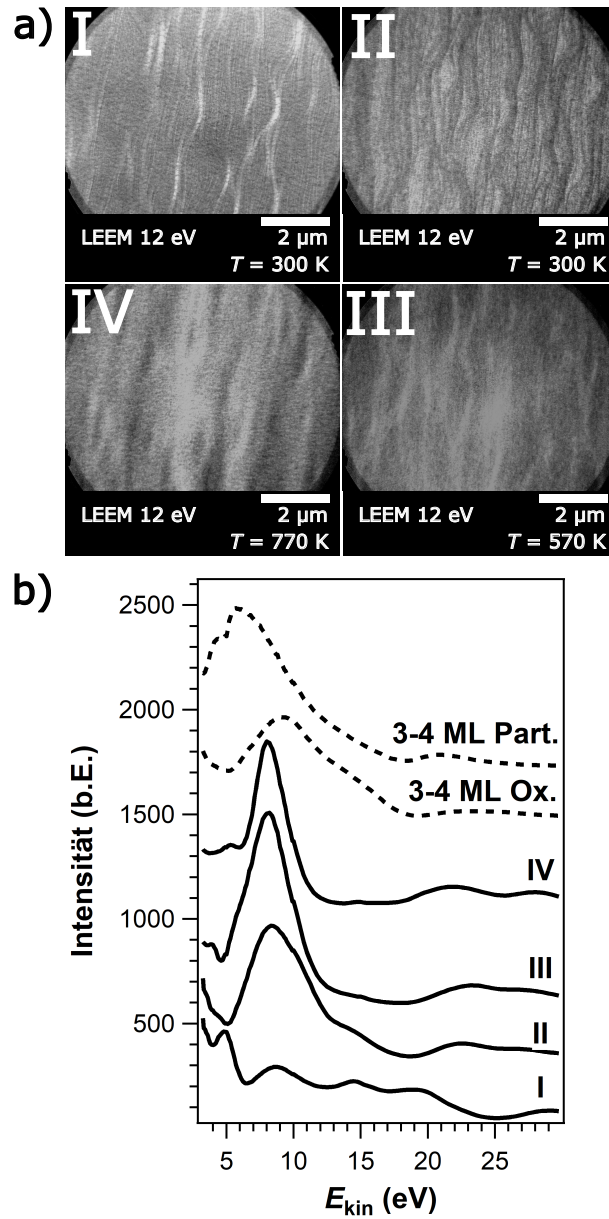 a)
I
LEEM 12 eV
2 µm
T = 300 K
II
LEEM 12 eV
2 µm
T = 300 K
IV
LEEM 12 eV
2 µm
T = 770 K
III
LEEM 12 eV
2 µm
T = 570 K
b)
Intensität (b.E.)
2500
2000
1500
1000
500
3-4 ML Part.
3-4 ML Ox.
IV
III
II
I
5
10
15
20
25
Ekin (eV)